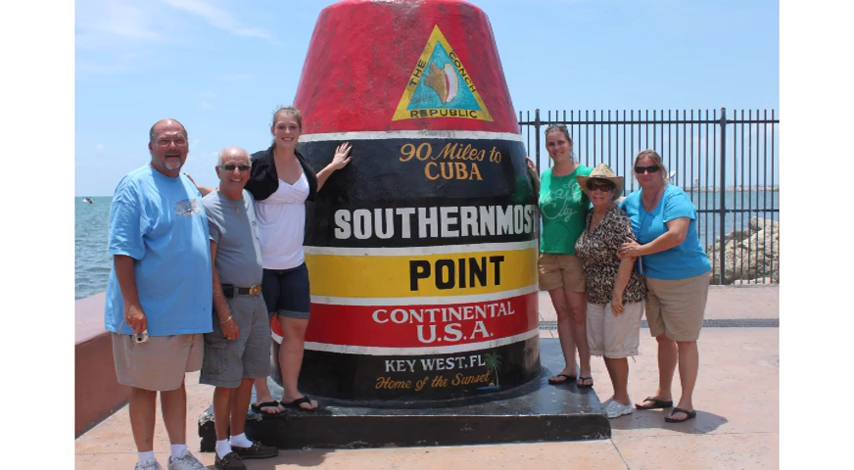 THE CONCH
REPUBLIC
90 Miles to
CUBA
SOUTHERNMOS
POINT
CONTINENTAL
U.S.A.
KEY WEST, FL
Home of the Sunset